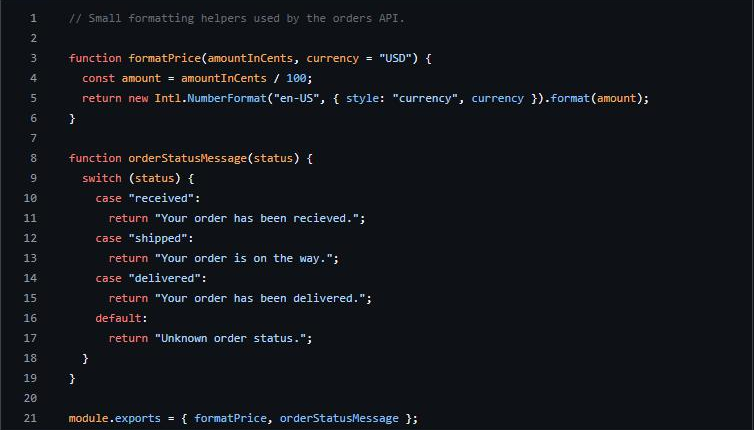 1 // Small formatting helpers used by the orders API.
2
3 function formatPrice(amountInCents, currency = "USD") {
4   const amount = amountInCents / 100;
5   return new Intl.NumberFormat("en-US", { style: "currency", currency }).format(amount);
6 }
7
8 function orderStatusMessage(status) {
9   switch (status) {
10     case "received":
11       return "Your order has been recieved.";
12     case "shipped":
13       return "Your order is on the way.";
14     case "delivered":
15       return "Your order has been delivered.";
16     default:
17       return "Unknown order status.";
18   }
19 }
20
21 module.exports = { formatPrice, orderStatusMessage };